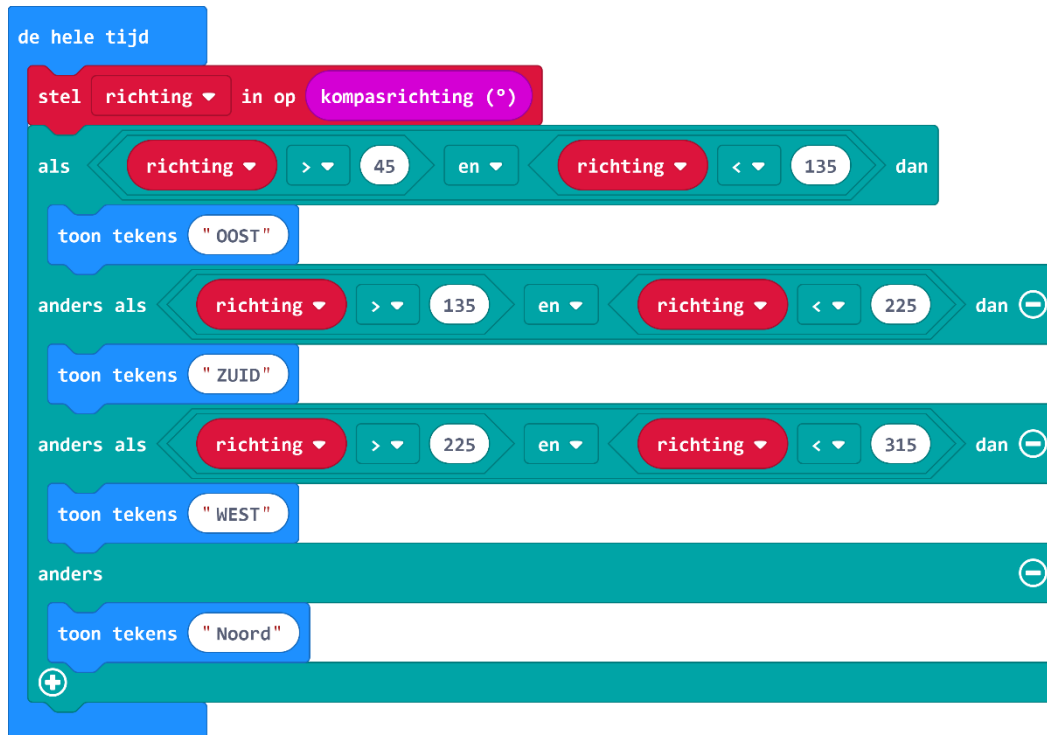 de hele tijd
stel richting in op kompasrichting (°)
als richting > 45 en richting < 135 dan
toon tekens "OOST"
anders als richting > 135 en richting < 225 dan
toon tekens "ZUID"
anders als richting > 225 en richting < 315 dan
toon tekens "WEST"
anders
toon tekens "Noord"